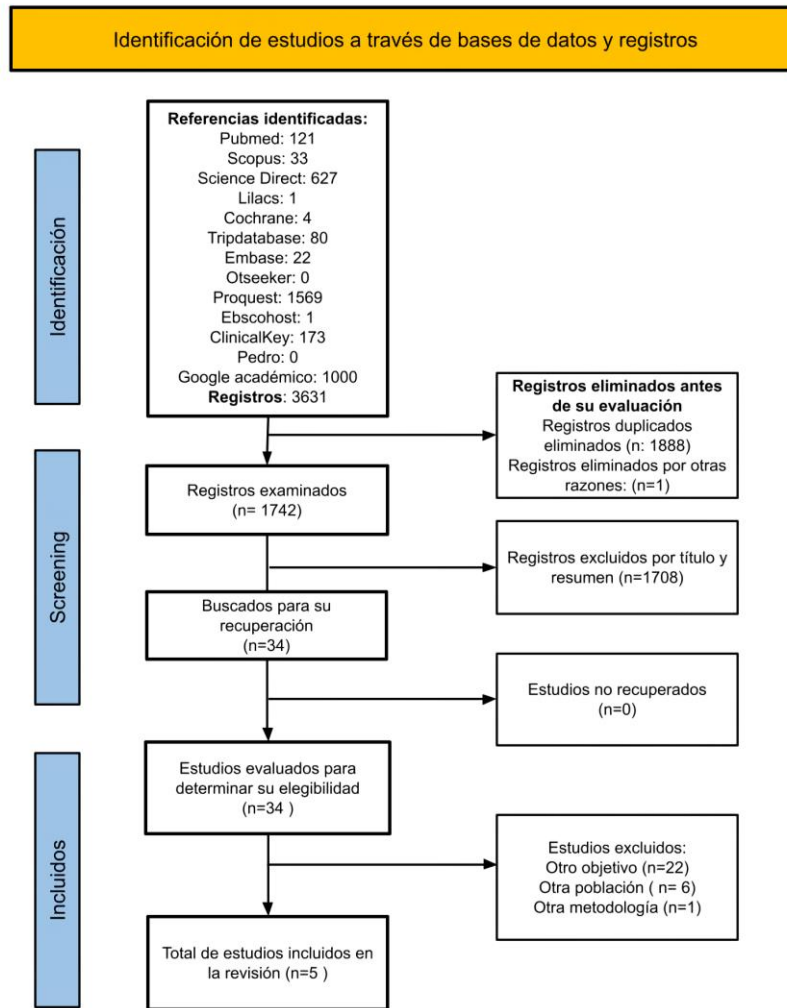 Identificación de estudios a través de bases de datos y registros
Identificación
Referencias identificadas:
Pubmed: 121
Scopus: 33
Science Direct: 627
Lilacs: 1
Cochrane: 4
Tripdatabase: 80
Embase: 22
Otseeker: 0
Proquest: 1569
Ebscohost: 1
ClinicalKey: 173
Pedro: 0
Google académico: 1000
Registros: 3631
Registros eliminados antes
de su evaluación
Registros duplicados
eliminados (n: 1888)
Registros eliminados por otras
razones: (n=1)
Screening
Registros examinados
(n= 1742)
Registros excluidos por título y
resumen (n=1708)
Buscados para su
recuperación
(n=34)
Estudios no recuperados
(n=0)
Incluidos
Estudios evaluados para
determinar su elegibilidad
(n=34 )
Estudios excluidos:
Otro objetivo (n=22)
Otra población ( n= 6)
Otra metodología (n=1)
Total de estudios incluidos en
la revisión (n=5 )